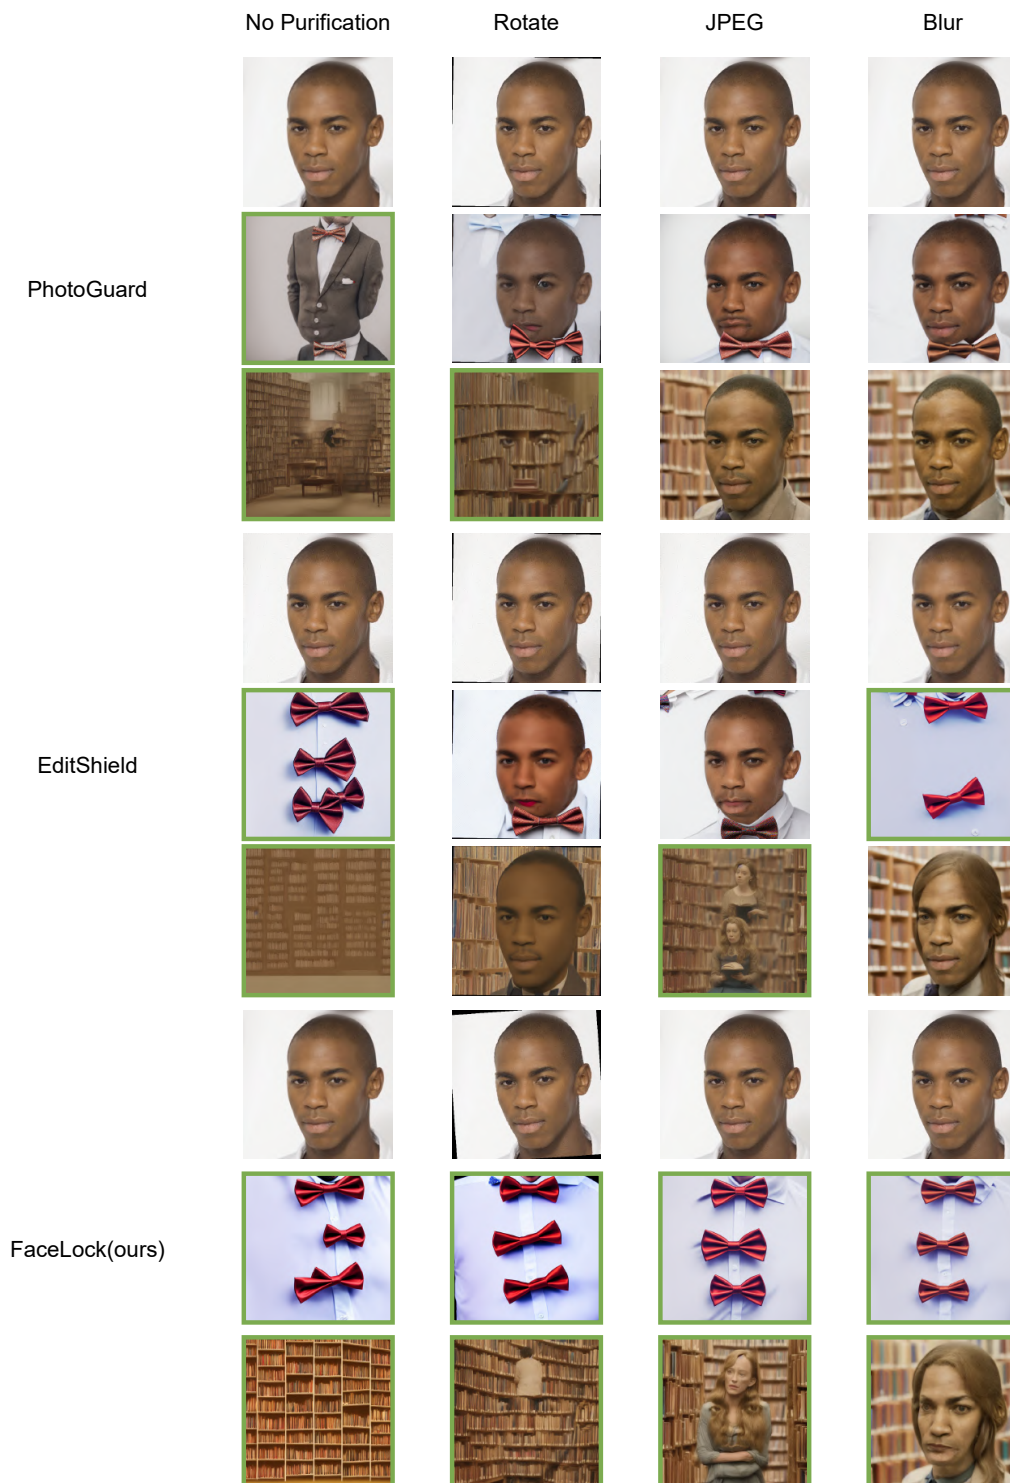 No Purification Rotate JPEG Blur
PhotoGuard
EditShield
FaceLock(ours)